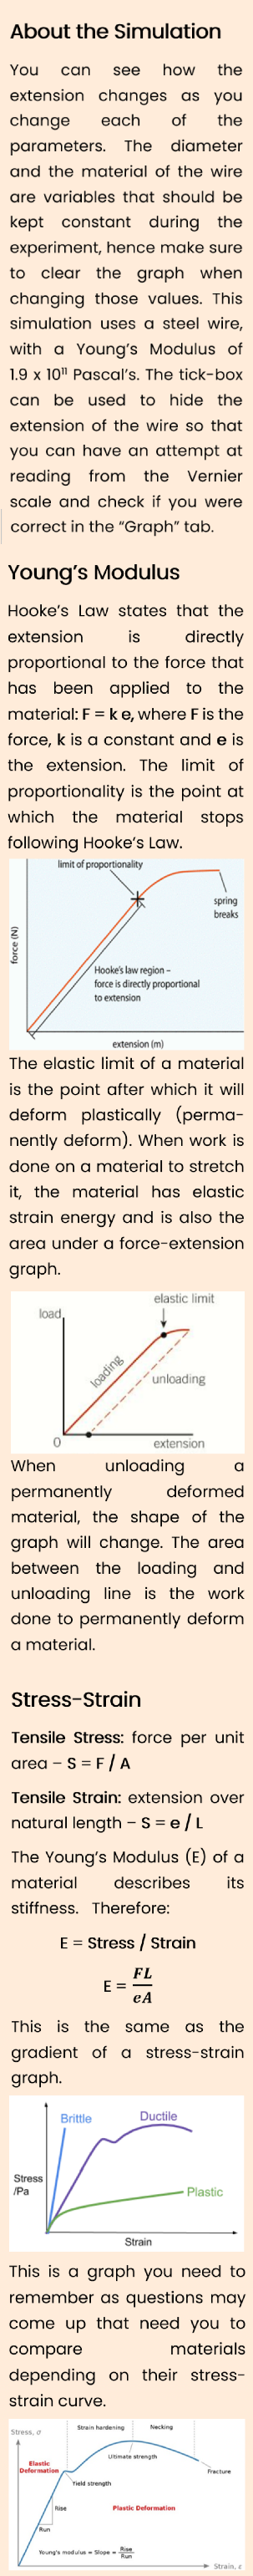 About the Simulation
You can see how the
extension changes as you
change each of the
parameters. The diameter
and the material of the wire
are variables that should be
kept constant during the
experiment, hence make sure
to clear the graph when
changing those values. This
simulation uses a steel wire,
with a Young's Modulus of
1.9 x 10¹¹ Pascal's. The tick-box
can be used to hide the
extension of the wire so that
you can have an attempt at
reading from the Vernier
scale and check if you were
correct in the “Graph” tab.
Young's Modulus
Hooke's Law states that the
extension is directly
proportional to the force that
has been applied to the
material: F = k e, where F is the
force, k is a constant and e is
the extension. The limit of
proportionality is the point at
which the material stops
following Hooke's Law.
limit of proportionality
spring
breaks
force (N)
Hooke's law region –
force is directly proportional
to extension
extension (m)
The elastic limit of a material
is the point after which it will
deform plastically (perma-
nently deform). When work is
done on a material to stretch
it, the material has elastic
strain energy and is also the
area under a force-extension
graph.
elastic limit
load
loading
unloading
0
extension
When unloading a
permanently deformed
material, the shape of the
graph will change. The area
between the loading and
unloading line is the work
done to permanently deform
a material.
Stress-Strain
Tensile Stress: force per unit
area – S = F / A
Tensile Strain: extension over
natural length – S = e / L
The Young's Modulus (E) of a
material describes its
stiffness. Therefore:
E = Stress / Strain
E = FL / eA
This is the same as the
gradient of a stress-strain
graph.
Brittle
Ductile
Stress
/Pa
Plastic
Strain
This is a graph you need to
remember as questions may
come up that need you to
compare materials
depending on their stress-
strain curve.
Stress, σ
Strain hardening
Necking
Ultimate strength
Elastic
Deformation
Fracture
Yield strength
Rise
Plastic Deformation
Run
Young's modulus = Slope = Rise / Run
Strain, ε